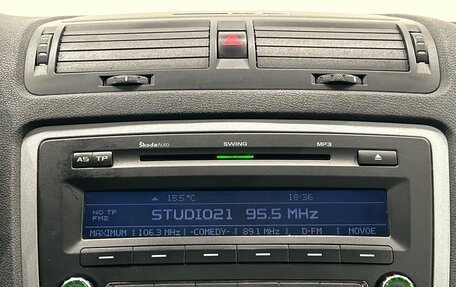 ŠkodaAuto SWING MP3
AS TP
15.5°C 18:36
NO TP
FM2
STUDIO21 95.5 MHz
MAXIMUM | 106.3 MHz | -COMEDY- | 89.1 MHz | D-FM | NOVOE